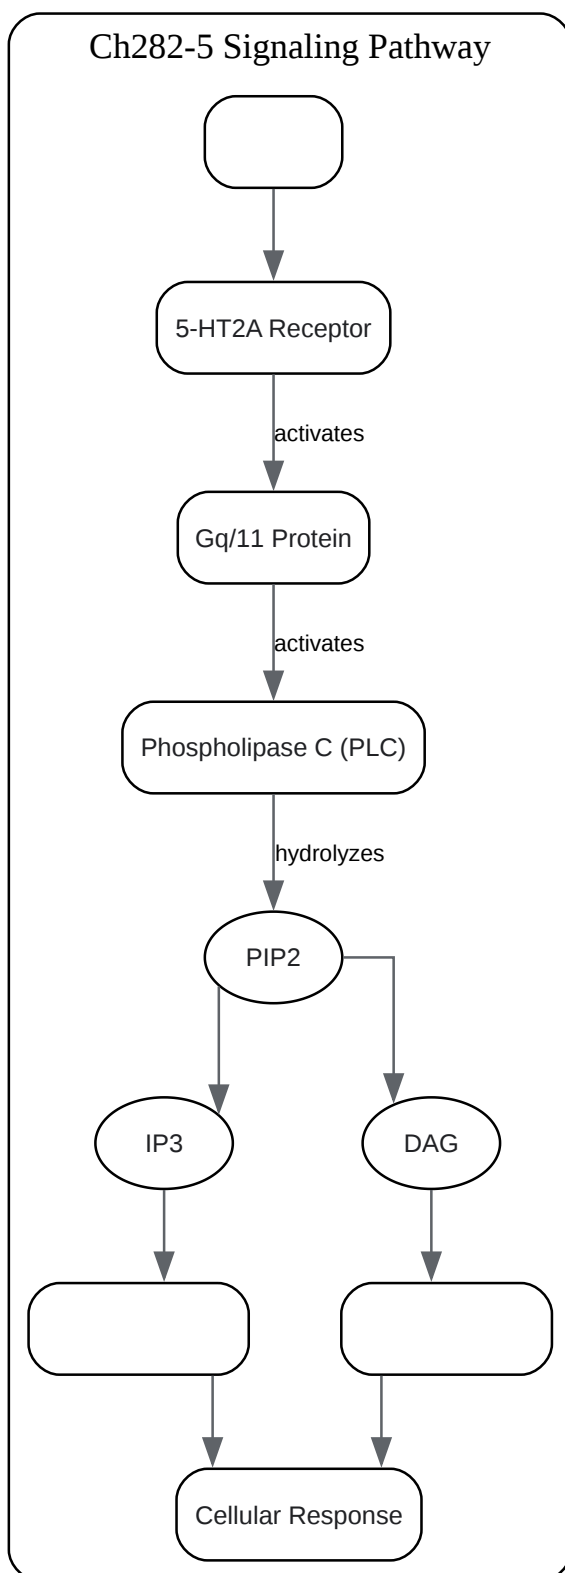 Ch282-5 Signaling Pathway
5-HT2A Receptor
activates
Gq/11 Protein
activates
Phospholipase C (PLC)
hydrolyzes
PIP2
IP3
DAG
Cellular Response